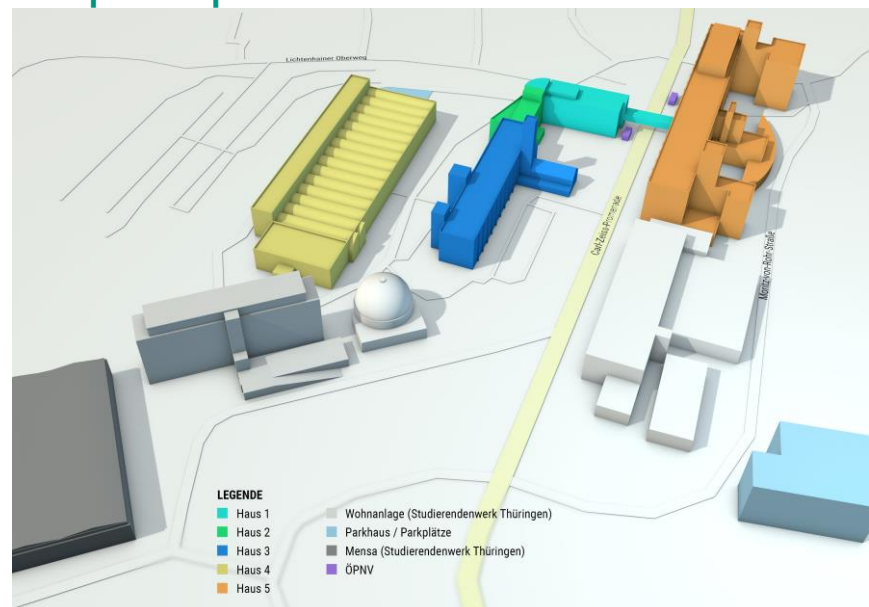 Lichtenhainer Oberweg
Carl-Zeiss-Promenade
Moritz-von-Rohr Straße
LEGENDE
Haus 1
Haus 2
Haus 3
Haus 4
Haus 5
Wohnanlage (Studierendenwerk Thüringen)
Parkhaus / Parkplätze
Mensa (Studierendenwerk Thüringen)
ÖPNV